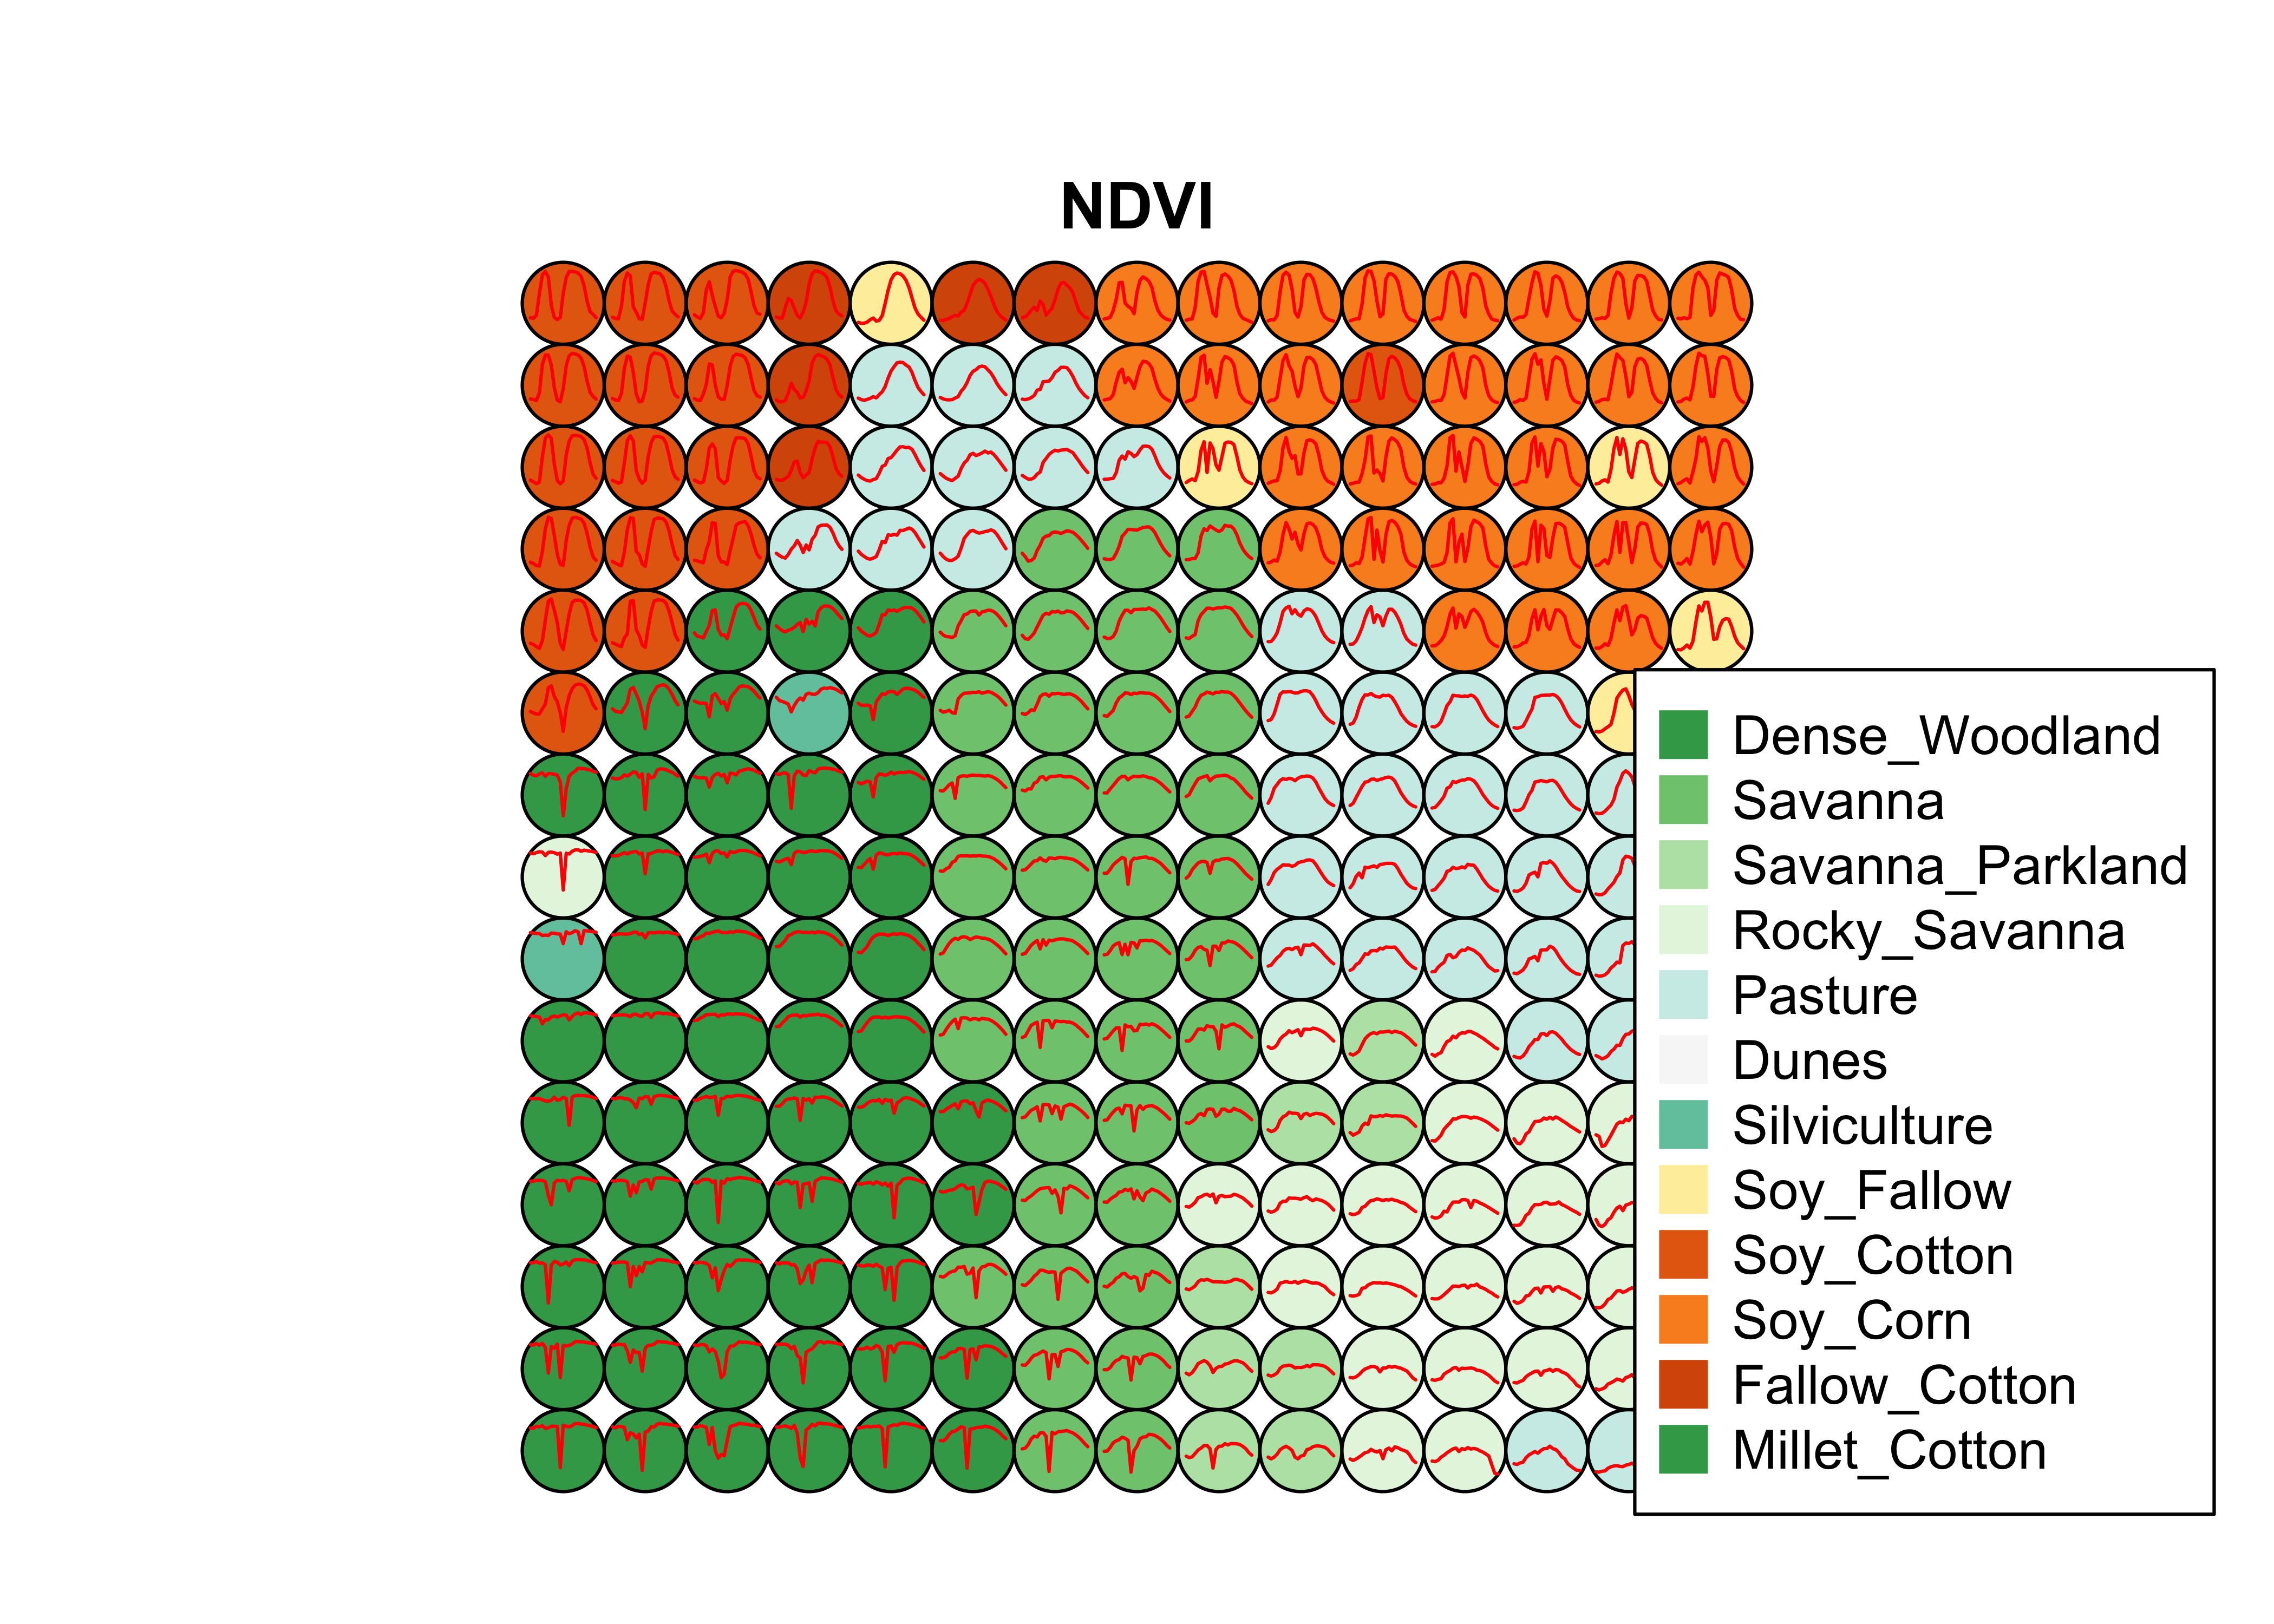 NDVI
Dense_Woodland
Savanna
Savanna_Parkland
Rocky_Savanna
Pasture
Dunes
Silviculture
Soy_Fallow
Soy_Cotton
Soy_Corn
Fallow_Cotton
Millet_Cotton